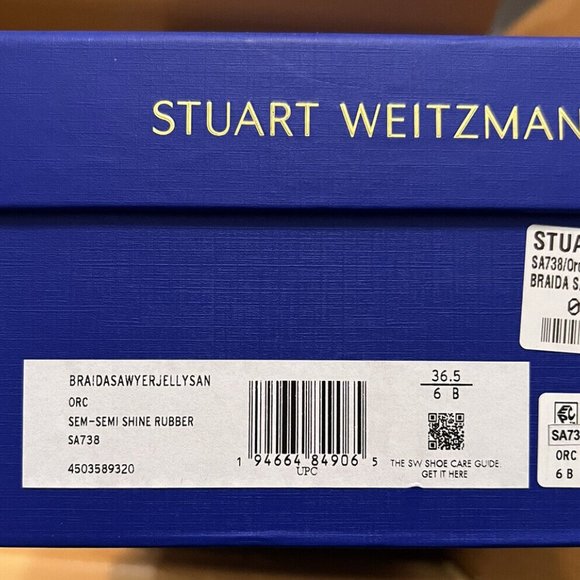 STUART WEITZMAN
STUA
SA738/Or
BRAIDA S
BRAIDASAWYERJELLYSAN
ORC
SEM-SEMI SHINE RUBBER
SA738
4503589320
1 94664 84906 5
UPC
36.5
6 B
THE SW SHOE CARE GUIDE:
GET IT HERE
SA73
ORC
6 B